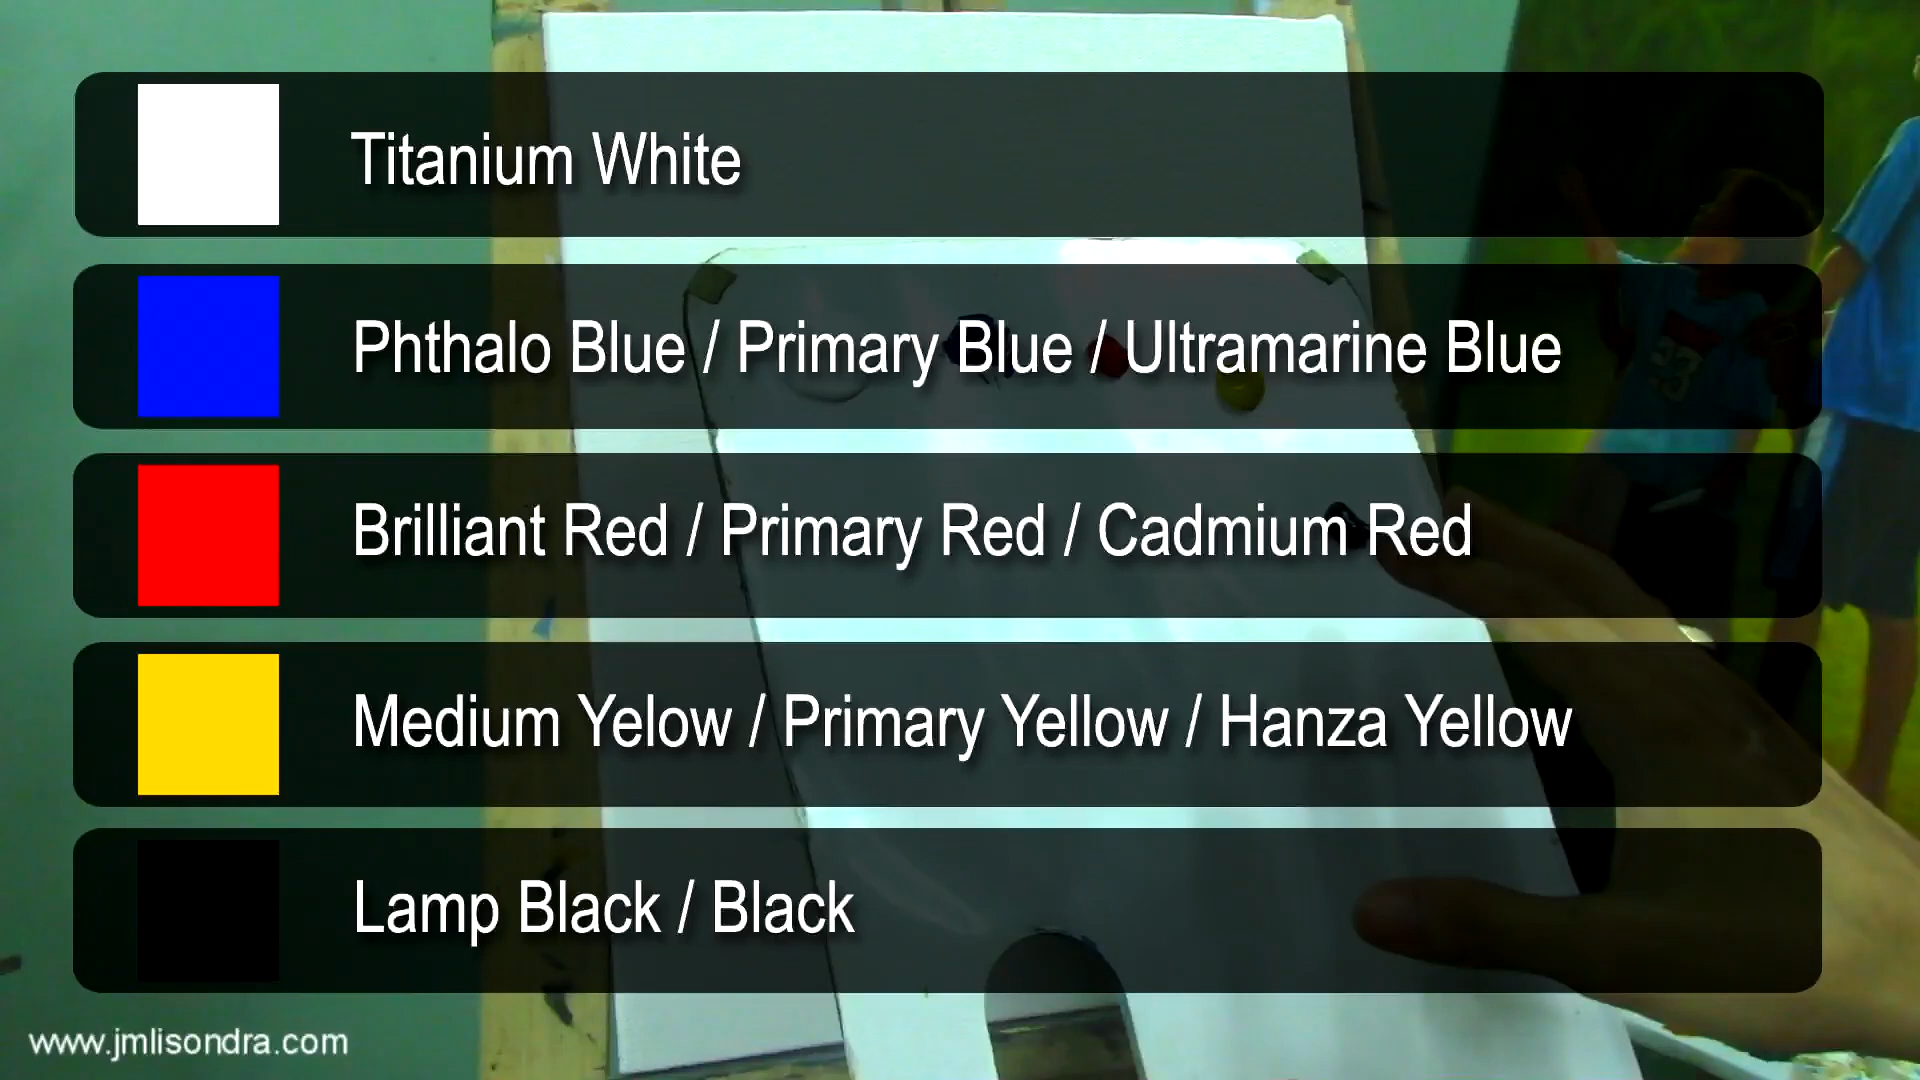 Titanium White
Phthalo Blue / Primary Blue / Ultramarine Blue
Brilliant Red / Primary Red / Cadmium Red
Medium Yelow / Primary Yellow / Hanza Yellow
Lamp Black / Black
www.jmlisondra.com